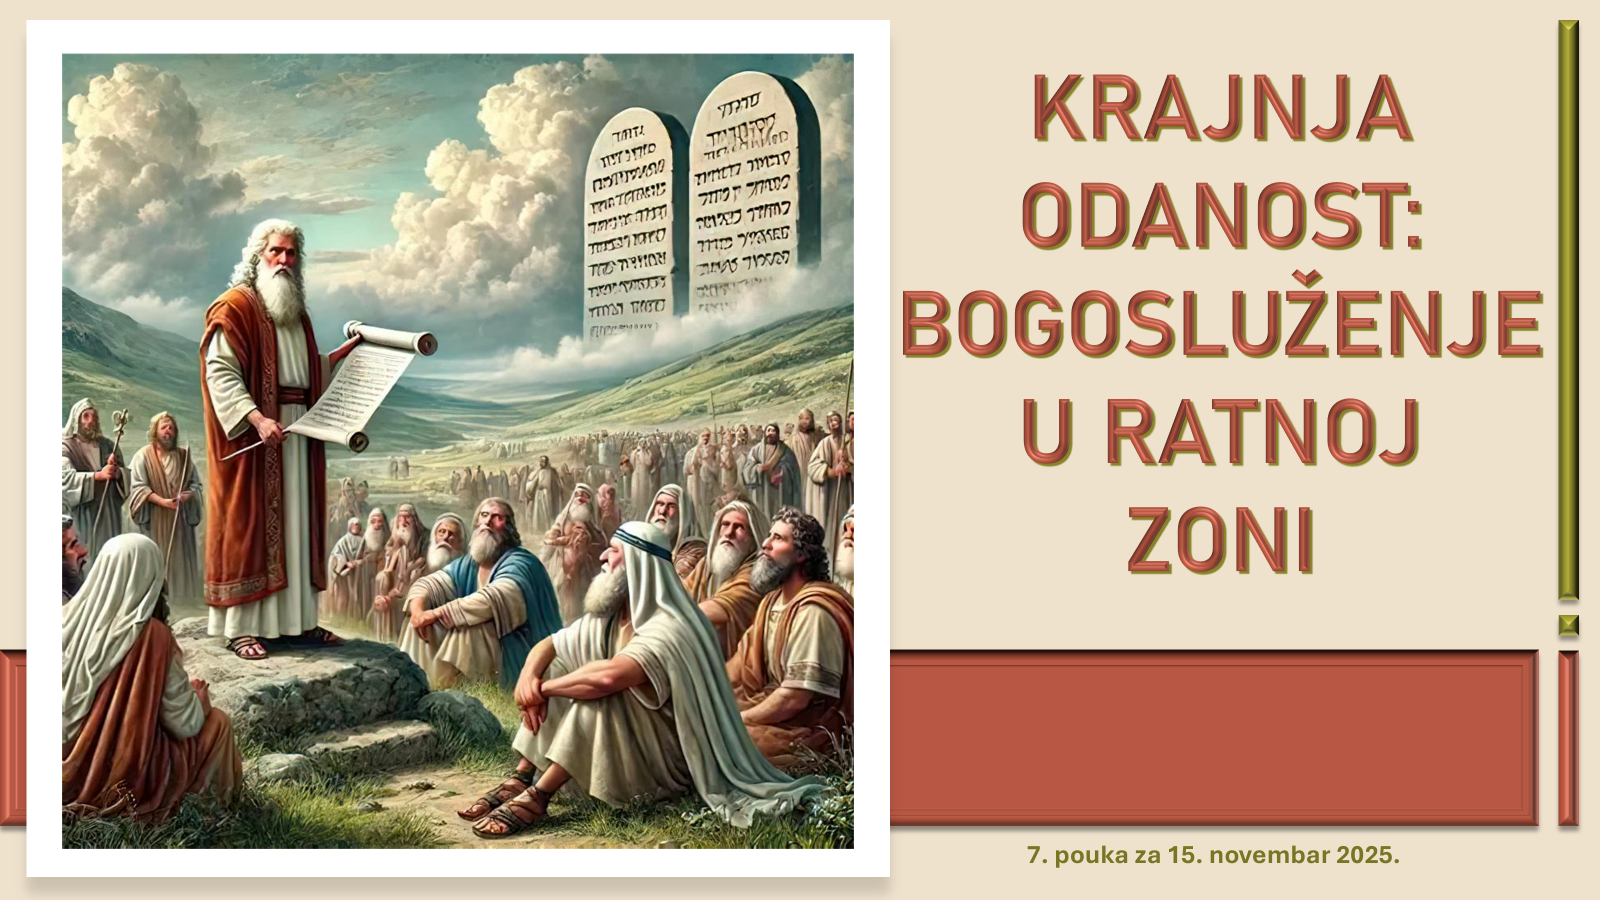 KRAJNJA
ODANOST:
BOGOSLUŽENJE
U RATNOJ
ZONI
7. pouka za 15. novembar 2025.